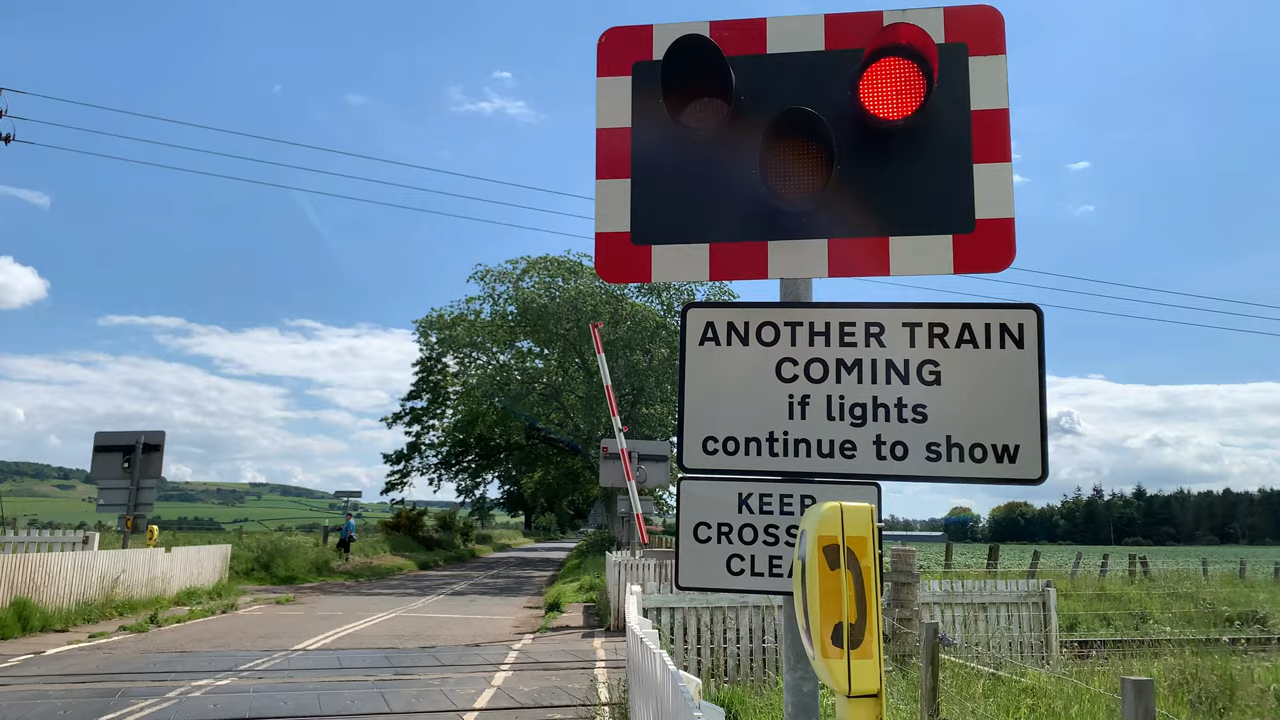 ANOTHER TRAIN
COMING
if lights
continue to show
KEEP
CROSS
CLEA